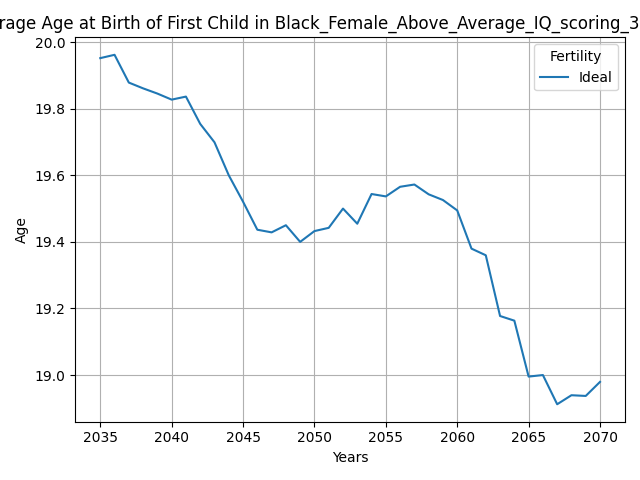 rage Age at Birth of First Child in Black_Female_Above_Average_IQ_scoring_3
Fertility
Ideal
20.0
19.8
19.6
19.4
19.2
19.0
Age
2035 2040 2045 2050 2055 2060 2065 2070
Years